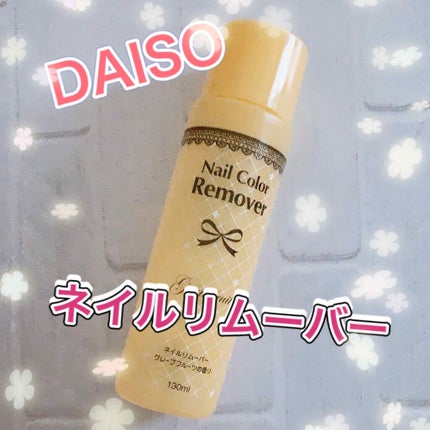 DAISO
Nail Color
Remover
ネイルリムーバー
ネイルリムーバー
グレープフルーツの香り
130ml